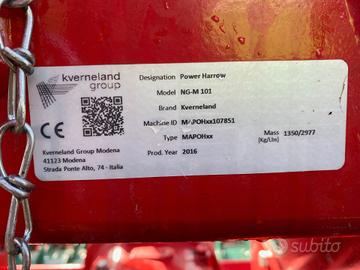 kverneland
group
Designation Power Harrow
Model NG-M 101
Brand Kverneland
Machine ID MAPOHxx107851
Type MAPOHxx
Mass 1350/2977
[Kg/Lbs]
Prod. Year 2016
CE
Kverneland Group Modena
41123 Modena
Strada Ponte Alto, 74 - Italia
subito